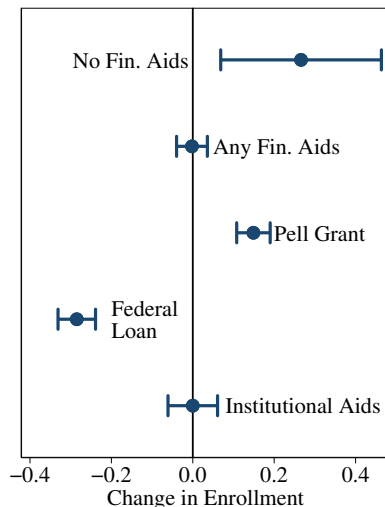 No Fin. Aids
Any Fin. Aids
Pell Grant
Federal
Loan
Institutional Aids
−0.4 −0.2 0.0 0.2 0.4
Change in Enrollment